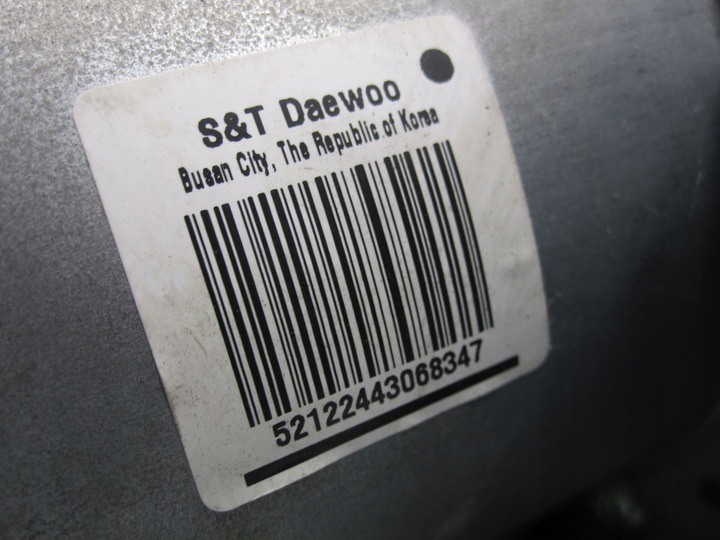 S&T Daewoo
Busan City, The Republic of Korea
52122443068347